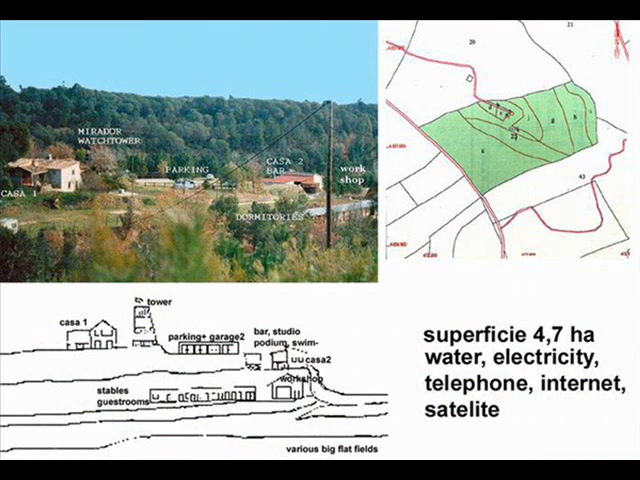 MIRADOR
WATCHTOWER
CASA 1
PARKING
CASA 2
BAR
DORMITORIES
work
shop
20
21
43
casa 1
tower
parking+ garage2
bar, studio
podium, swim-
casa2
workshop
stables
guestrooms
various big flat fields
superficie 4,7 ha
water, electricity,
telephone, internet,
satelite